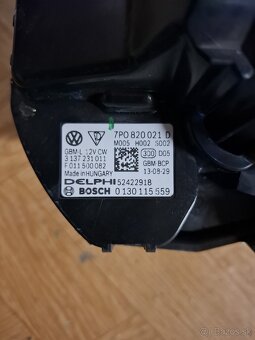 7P0 820 021 D
M005 H002 S002
GBM-L 12V CW
3 137 231 011
F 011 500 082
Made in HUNGARY
300 D05
GBM-BCP
13-08-29
DELPHI 52422918
BOSCH 0 130 115 559